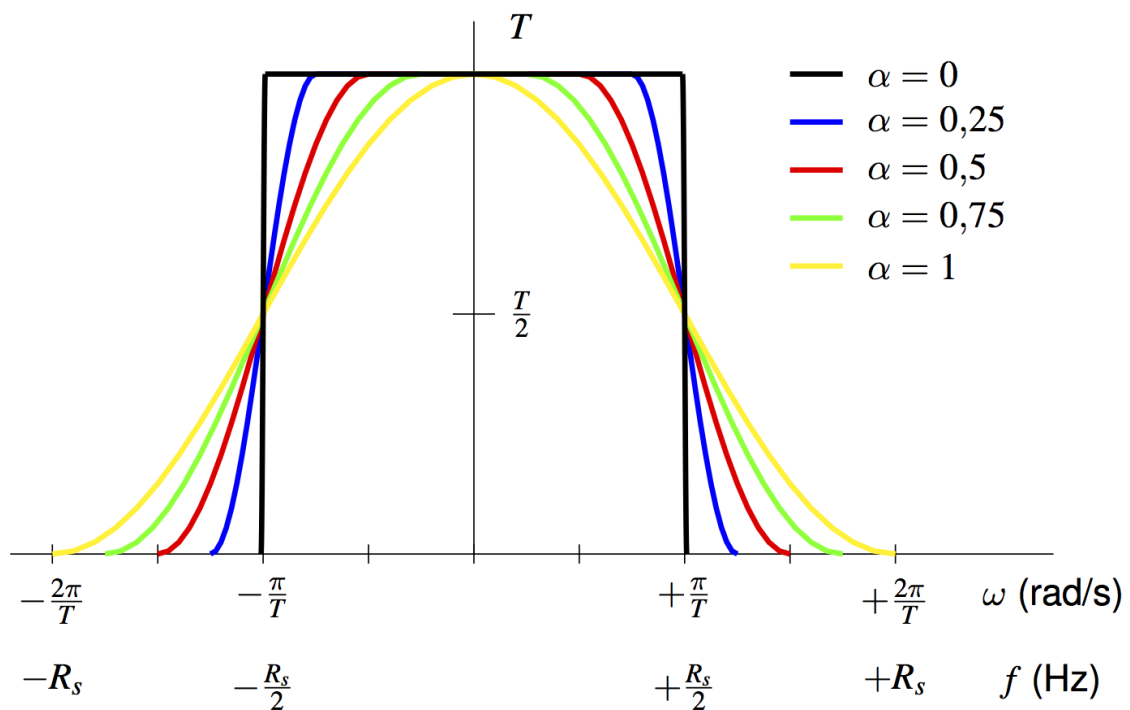 T
α = 0
α = 0,25
α = 0,5
α = 0,75
α = 1
T/2
−2π/T −π/T +π/T +2π/T ω (rad/s)
−Rs −Rs/2 +Rs/2 +Rs f (Hz)